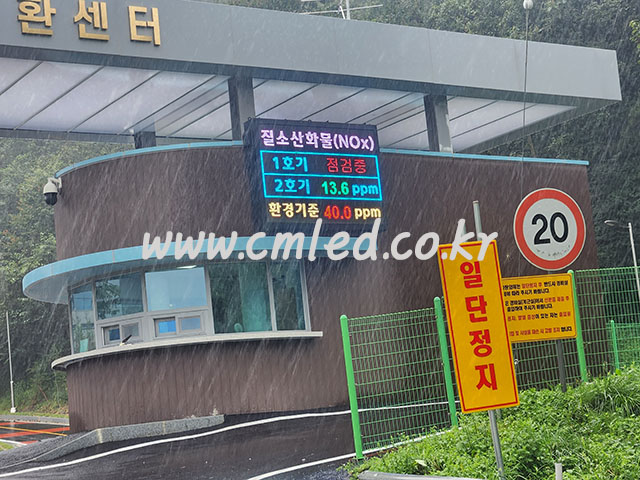 환센터
질소산화물(NOx)
1호기 점검중
2호기 13.6 ppm
환경기준 40.0 ppm
www.cmled.co.kr
20
일단정지